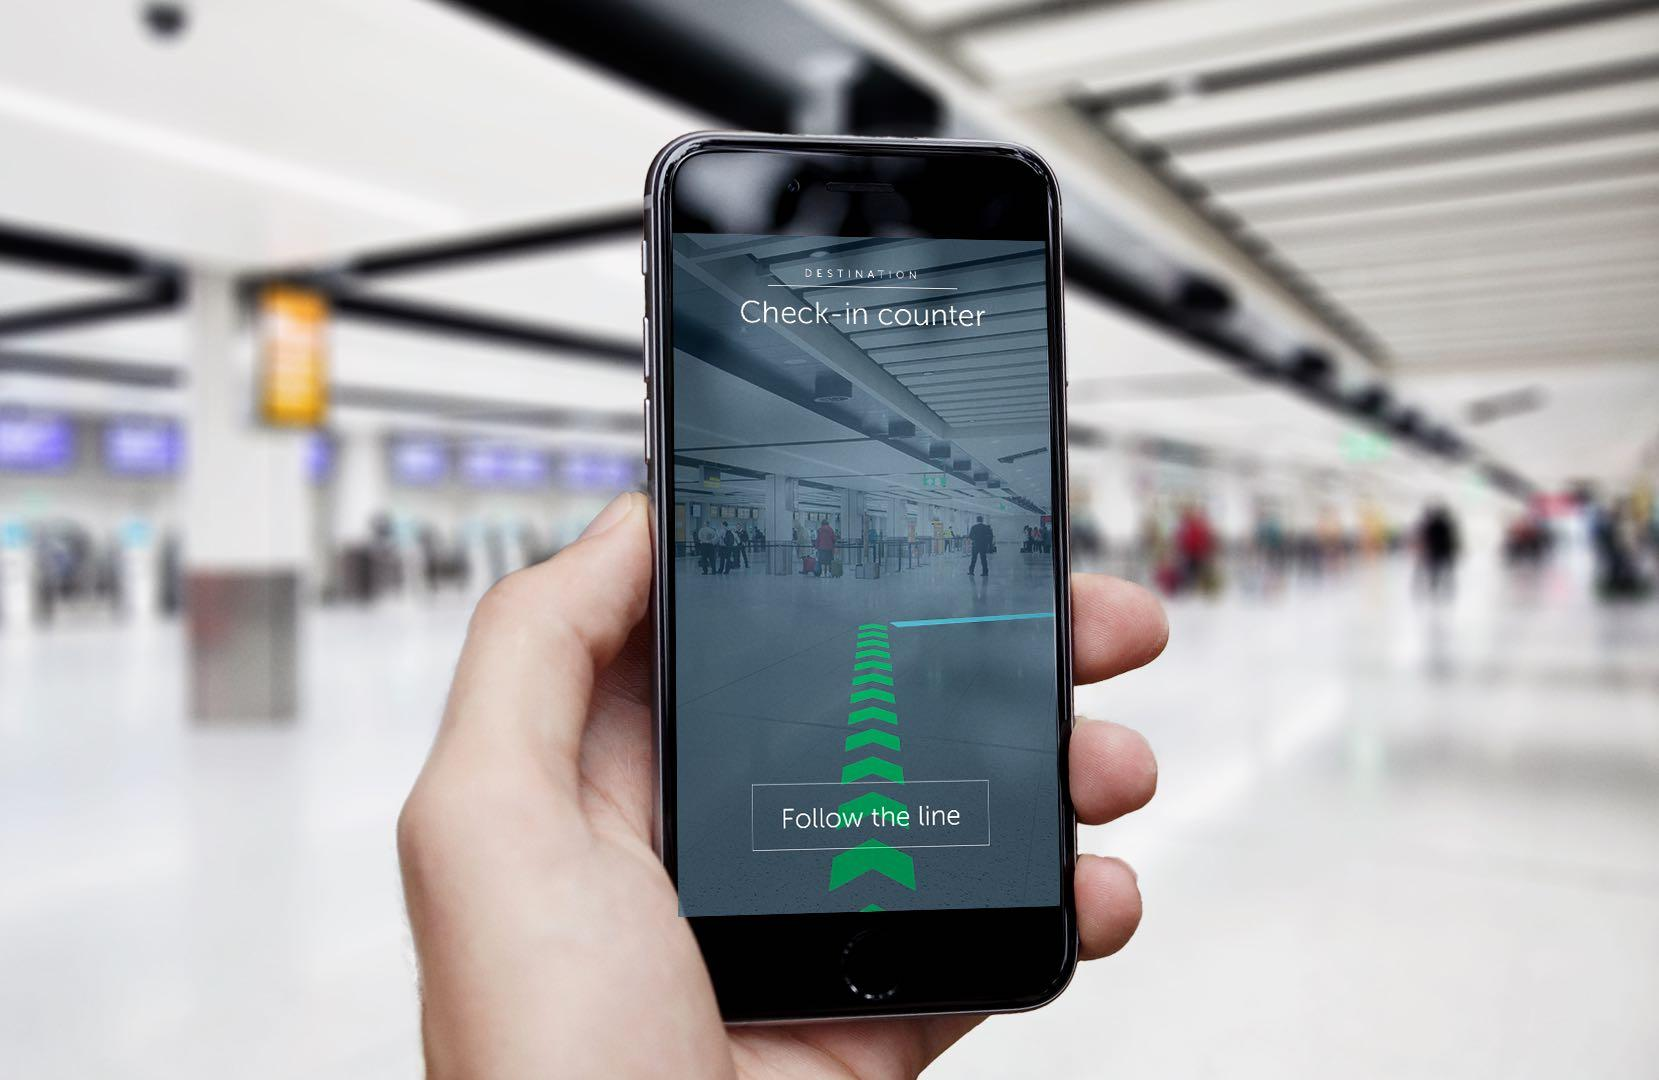 DESTINATION
Check-in counter
Follow the line